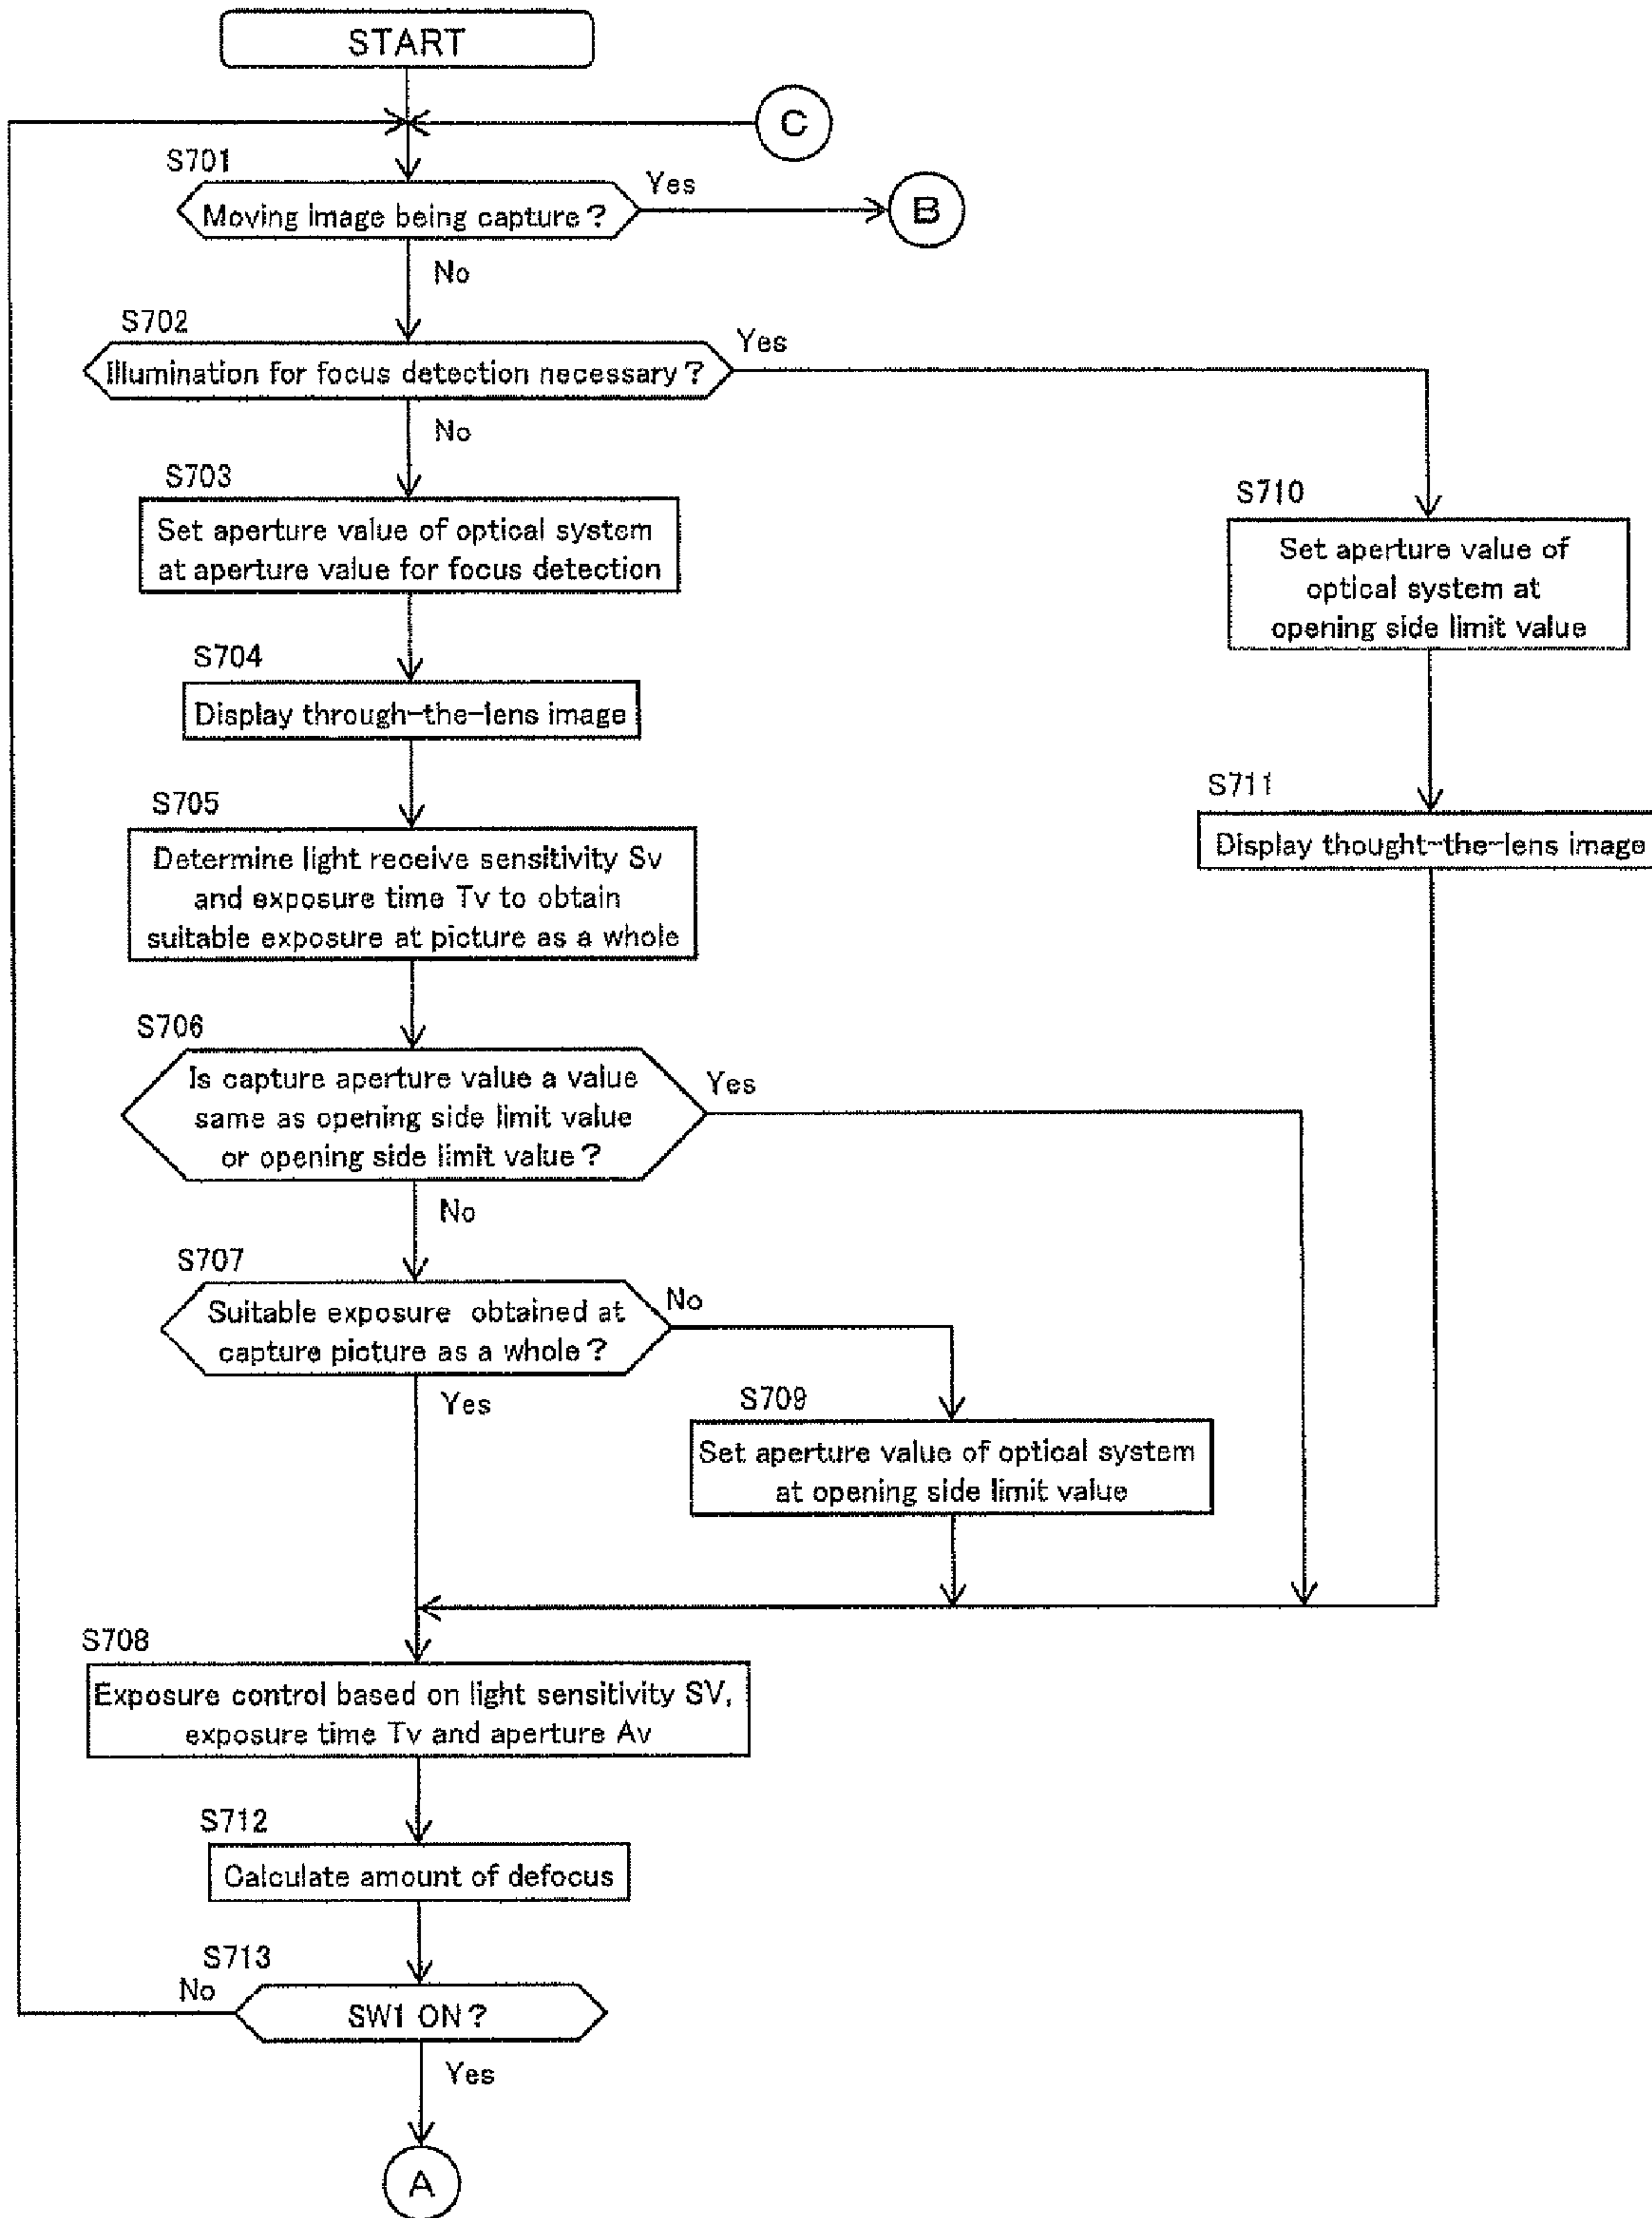 START
C
S701
Moving image being capture?
Yes
B
No
S702
Illumination for focus detection necessary?
Yes
No
S703
Set aperture value of optical system
at aperture value for focus detection
S710
Set aperture value of
optical system at
opening side limit value
S704
Display through-the-lens image
S711
Display thought-the-lens image
S705
Determine light receive sensitivity Sv
and exposure time Tv to obtain
suitable exposure at picture as a whole
S706
Is capture aperture value a value
same as opening side limit value
or opening side limit value?
Yes
No
S707
Suitable exposure obtained at
capture picture as a whole?
No
Yes
S709
Set aperture value of optical system
at opening side limit value
S708
Exposure control based on light sensitivity SV,
exposure time Tv and aperture Av
S712
Calculate amount of defocus
S713
No
SW1 ON?
Yes
A